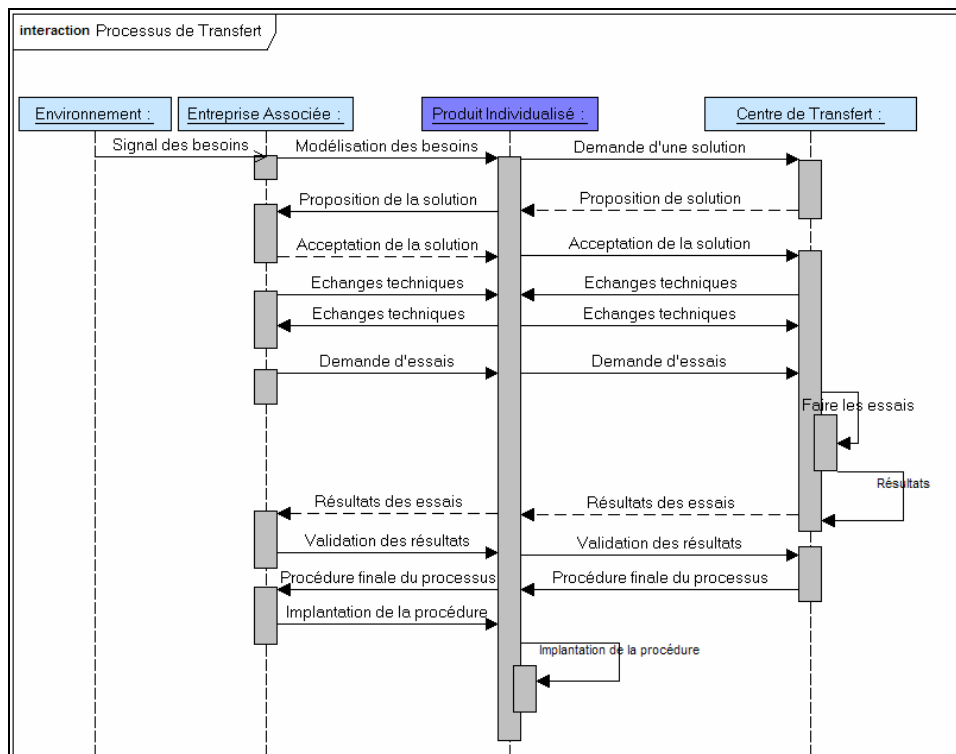 interaction Processus de Transfert
Environnement :
Entreprise Associée :
Produit Individualisé :
Centre de Transfert :
Signal des besoins
Modélisation des besoins
Demande d'une solution
Proposition de la solution
Proposition de solution
Acceptation de la solution
Acceptation de la solution
Echanges techniques
Echanges techniques
Echanges techniques
Echanges techniques
Demande d'essais
Demande d'essais
Faire les essais
Résultats
Résultats des essais
Résultats des essais
Validation des résultats
Validation des résultats
Procédure finale du processus
Procédure finale du processus
Implantation de la procédure
Implantation de la procédure